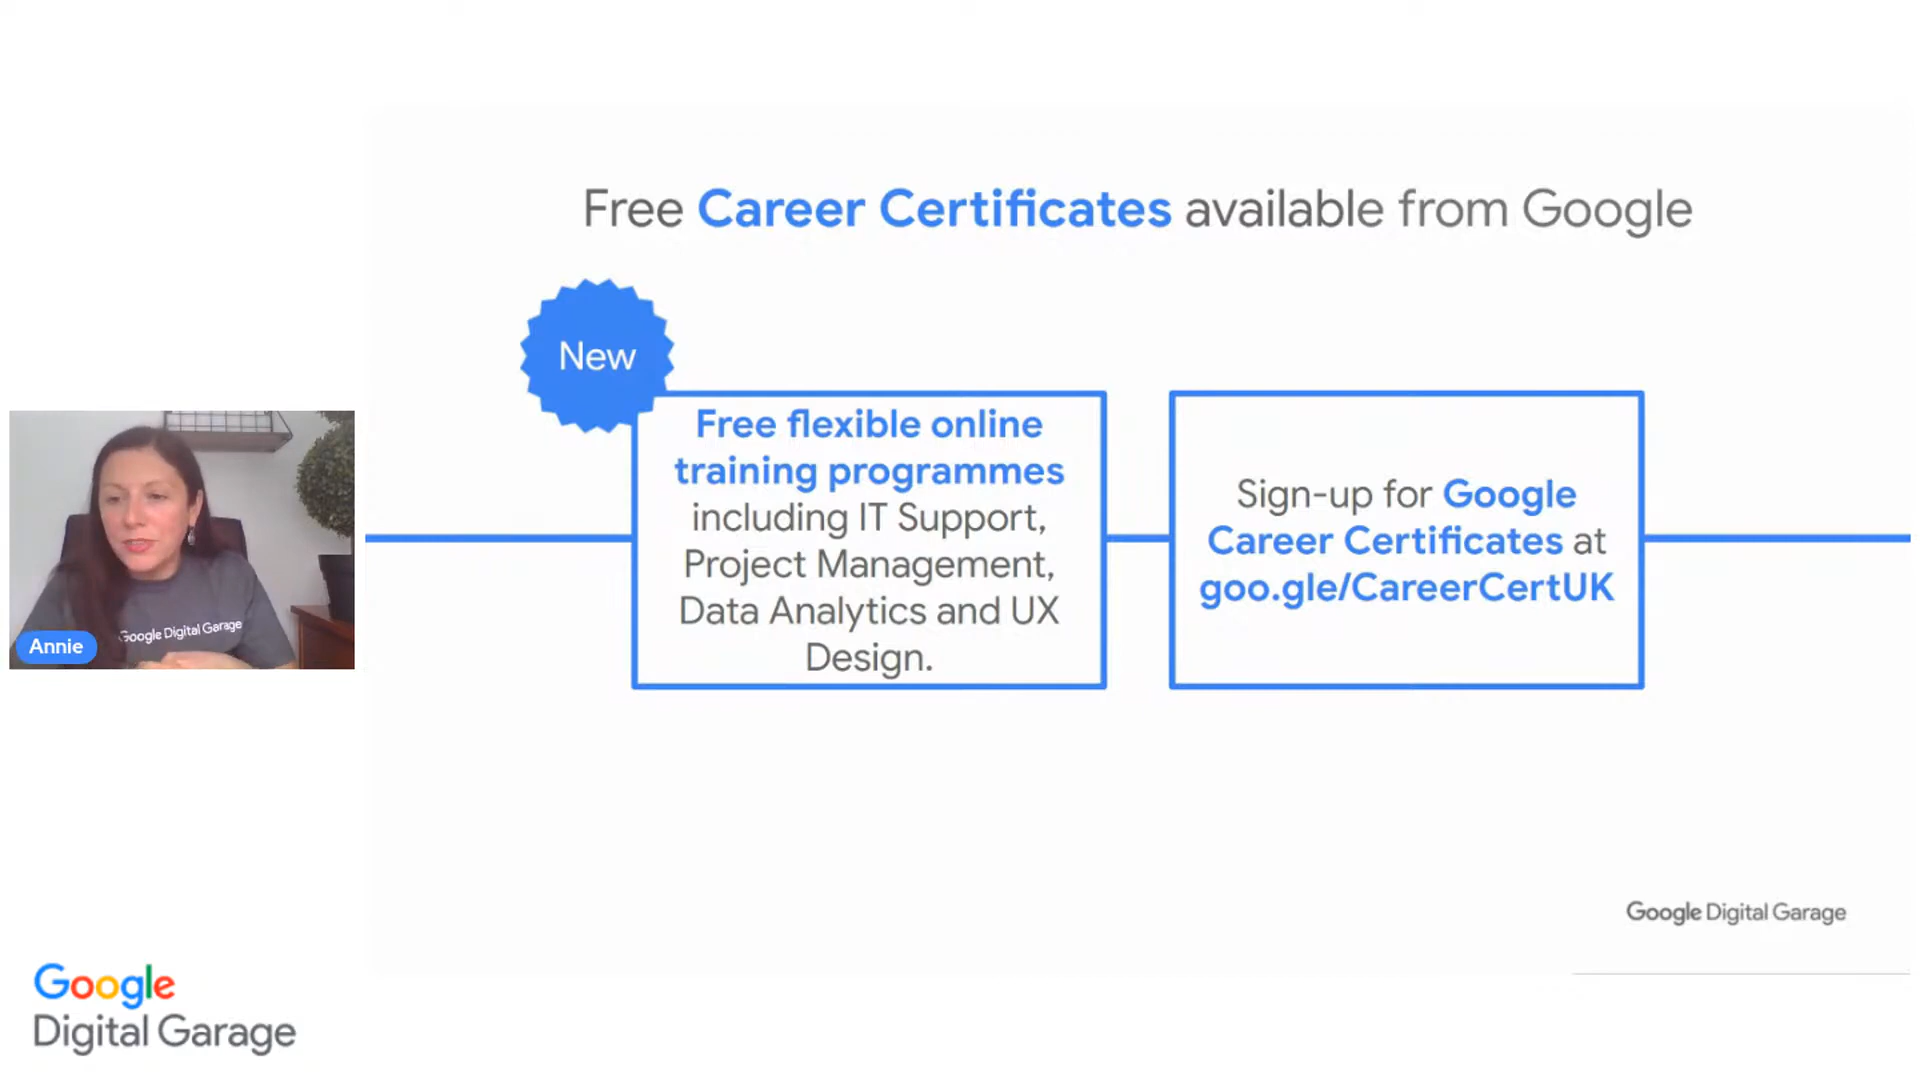 Free Career Certificates available from Google
New
Free flexible online
training programmes
including IT Support,
Project Management,
Data Analytics and UX
Design.
Sign-up for Google
Career Certificates at
goo.gle/CareerCertUK
Google Digital Garage
Annie
Google Digital Garage
Google
Digital Garage